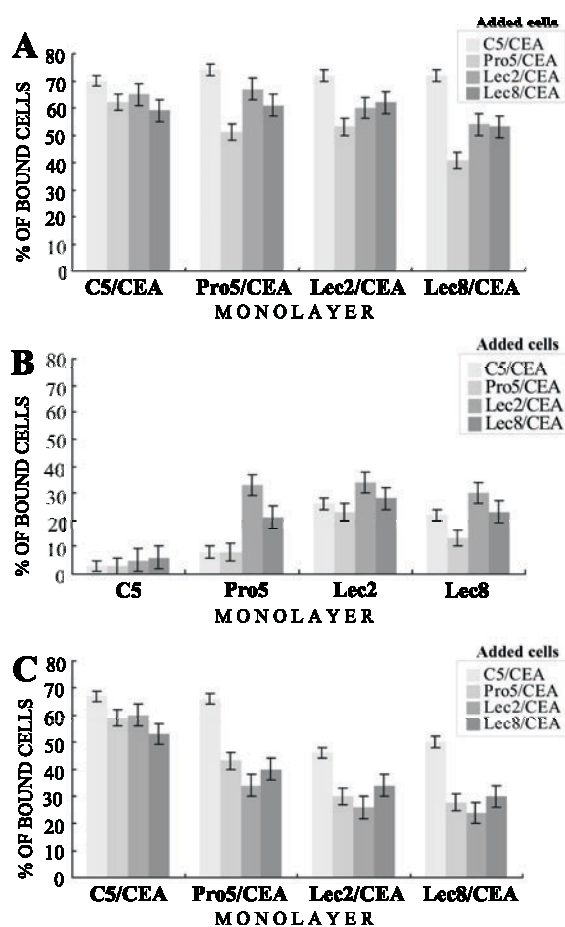 Added cells
A
C5/CEA
Pro5/CEA
Lec2/CEA
Lec8/CEA
80
70
60
50
40
30
20
10
0
% OF BOUND CELLS
C5/CEA Pro5/CEA Lec2/CEA Lec8/CEA
MONOLAYER
Added cells
B
C5/CEA
Pro5/CEA
Lec2/CEA
Lec8/CEA
80
70
60
50
40
30
20
10
0
% OF BOUND CELLS
C5 Pro5 Lec2 Lec8
MONOLAYER
Added cells
C
C5/CEA
Pro5/CEA
Lec2/CEA
Lec8/CEA
80
70
60
50
40
30
20
10
0
% OF BOUND CELLS
C5/CEA Pro5/CEA Lec2/CEA Lec8/CEA
MONOLAYER